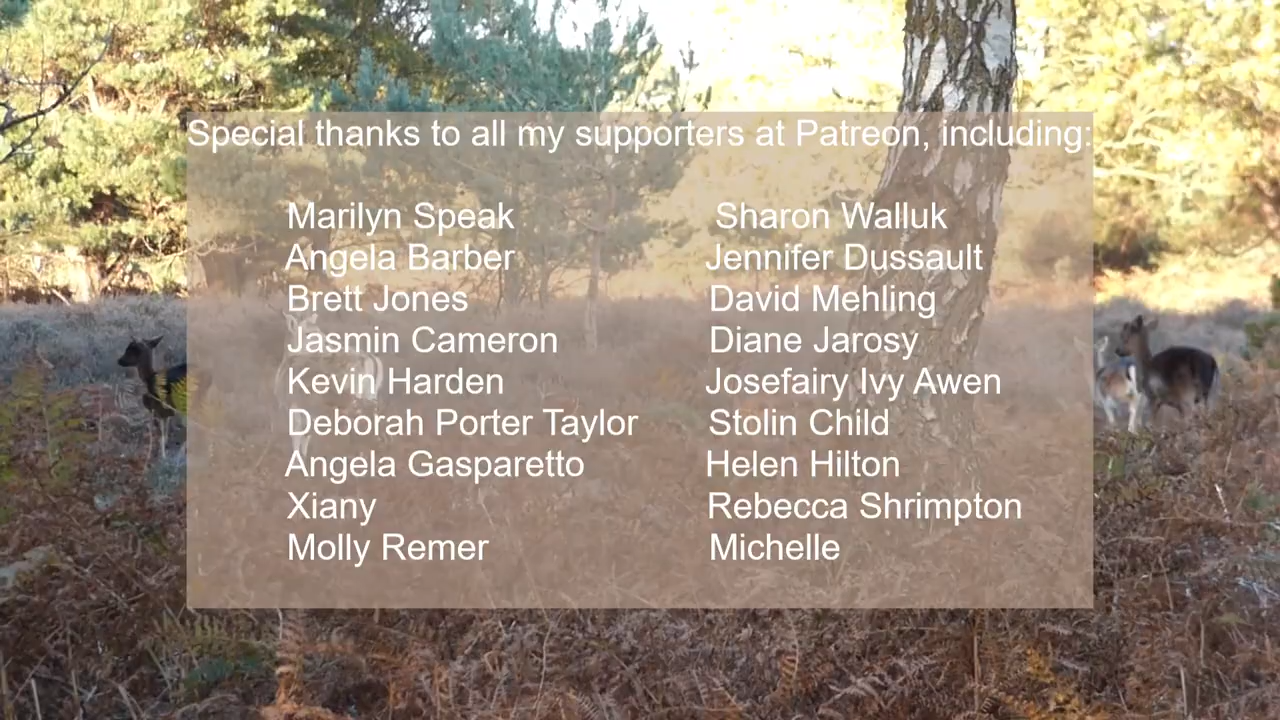 Special thanks to all my supporters at Patreon, including:
Marilyn Speak
Angela Barber
Brett Jones
Jasmin Cameron
Kevin Harden
Deborah Porter Taylor
Angela Gasparetto
Xiany
Molly Remer
Sharon Walluk
Jennifer Dussault
David Mehling
Diane Jarosy
Josefairy Ivy Awen
Stolin Child
Helen Hilton
Rebecca Shrimpton
Michelle